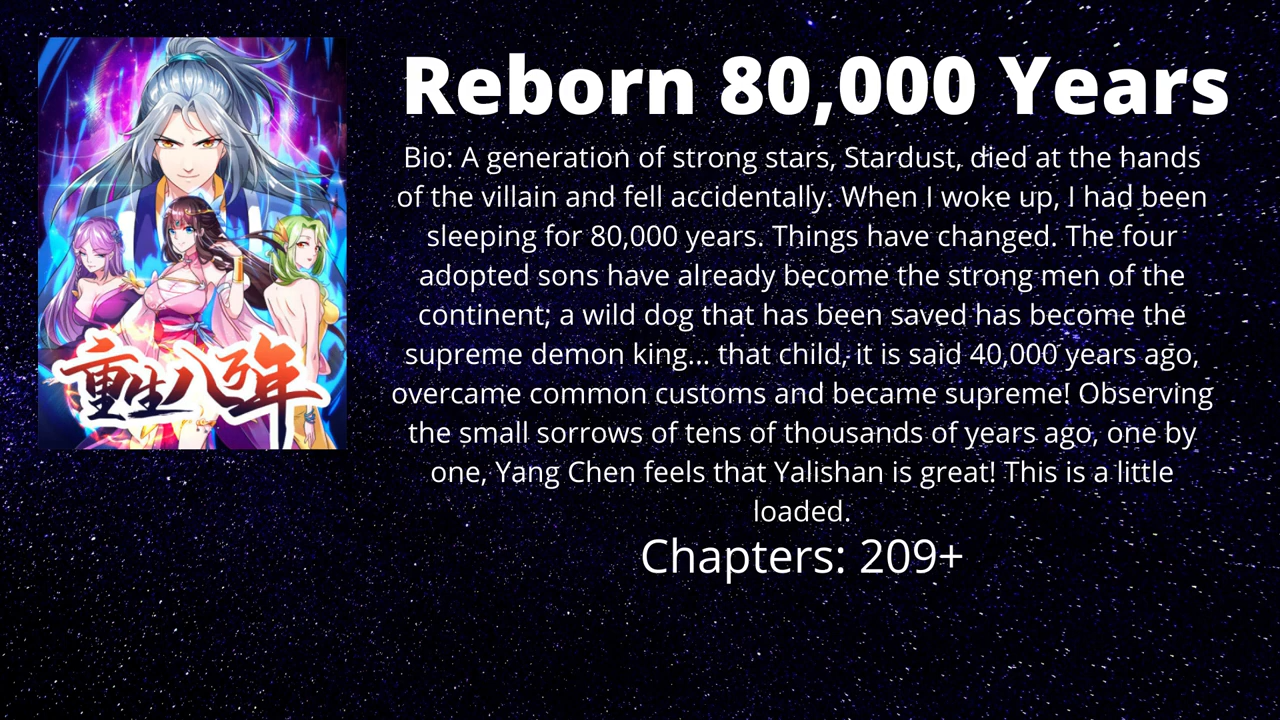 重生八万年
Reborn 80,000 Years
Bio: A generation of strong stars, Stardust, died at the hands
of the villain and fell accidentally. When I woke up, I had been
sleeping for 80,000 years. Things have changed. The four
adopted sons have already become the strong men of the
continent; a wild dog that has been saved has become the
supreme demon king... that child, it is said 40,000 years ago,
overcame common customs and became supreme! Observing
the small sorrows of tens of thousands of years ago, one by
one, Yang Chen feels that Yalishan is great! This is a little
loaded.
Chapters: 209+